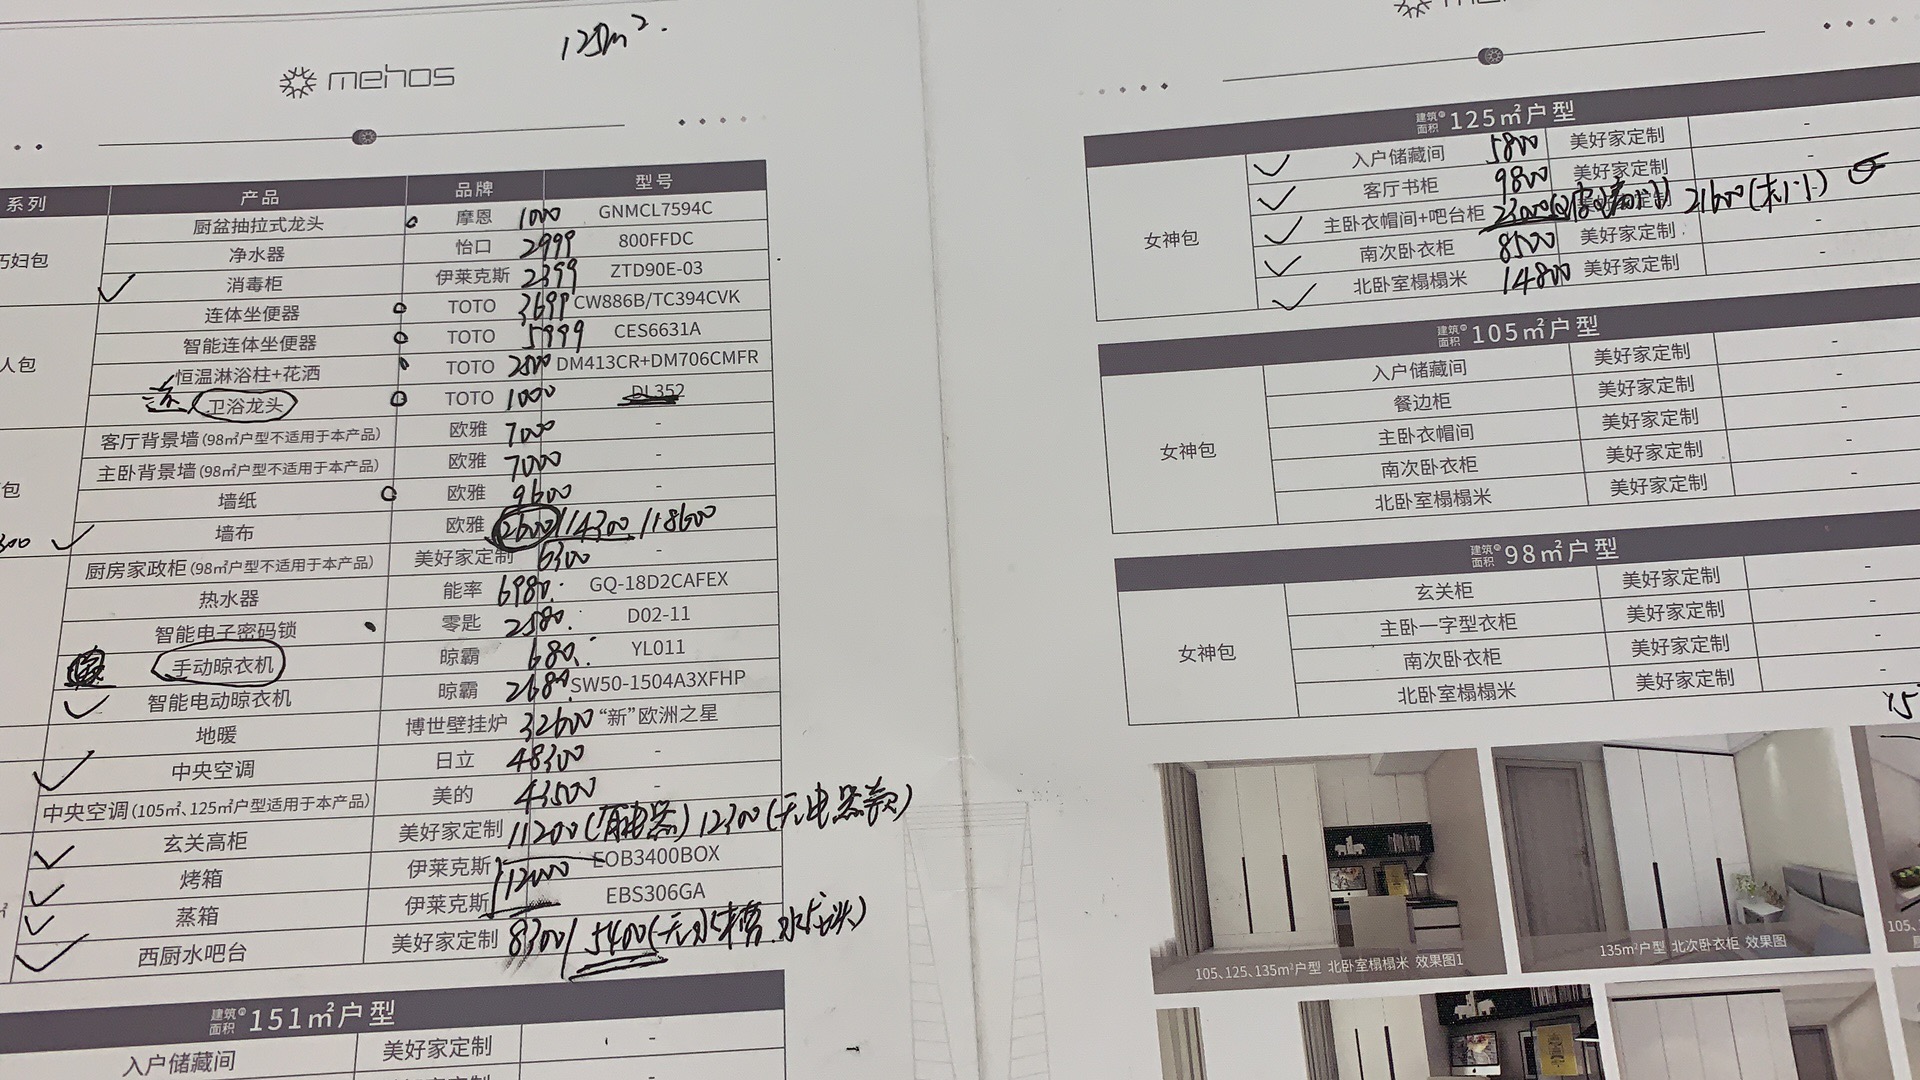 125m².
mehos
系列 产品 品牌 型号
厨盆抽拉式龙头 摩恩 1000 GNMCL7594C
巧妇包 净水器 怡口 2999 800FFDC
消毒柜 伊莱克斯 2399 ZTD90E-03
连体坐便器 TOTO 3699 CW886B/TC394CVK
智能连体坐便器 TOTO 5999 CES6631A
人包 恒温淋浴柱+花洒 TOTO 2500 DM413CR+DM706CMFR
卫浴龙头 TOTO 1000 DL352
客厅背景墙(98㎡户型不适用于本产品) 欧雅 7000 -
主卧背景墙(98㎡户型不适用于本产品) 欧雅 7000 -
包 墙纸 欧雅 9600 -
墙布 欧雅 12600/14300/18600
厨房家政柜(98㎡户型不适用于本产品) 美好家定制 6300 -
热水器 能率 6980. GQ-18D2CAFEX
智能电子密码锁 零匙 2580. D02-11
手动晾衣机 晾霸 680. YL011
智能电动晾衣机 晾霸 2689. SW50-1504A3XFHP
地暖 博世壁挂炉 32600 “新”欧洲之星
中央空调 日立 48300 -
中央空调(105㎡、125㎡户型适用于本产品) 美的 43500 -
玄关高柜 美好家定制 11200 12300(无电器款)
烤箱 伊莱克斯 12000 EOB3400BOX
蒸箱 伊莱克斯 EBS306GA
西厨水吧台 美好家定制 8300/5400(无水槽.水龙头)
建筑面积 151㎡户型
入户储藏间 美好家定制 -
建筑面积 125㎡户型
入户储藏间 5800 美好家定制 -
客厅书柜 9800 美好家定制 -
女神包 主卧衣帽间+吧台柜 23000 21600
南次卧衣柜 8500 美好家定制 -
北卧室榻榻米 14800 美好家定制 -
建筑面积 105㎡户型
入户储藏间 美好家定制 -
餐边柜 美好家定制 -
女神包 主卧衣帽间 美好家定制 -
南次卧衣柜 美好家定制 -
北卧室榻榻米 美好家定制 -
建筑面积 98㎡户型
玄关柜 美好家定制 -
主卧一字型衣柜 美好家定制 -
女神包 南次卧衣柜 美好家定制 -
北卧室榻榻米 美好家定制 -
105、125、135m²户型 北卧室榻榻米 效果图1
135m²户型 北次卧衣柜 效果图
105、